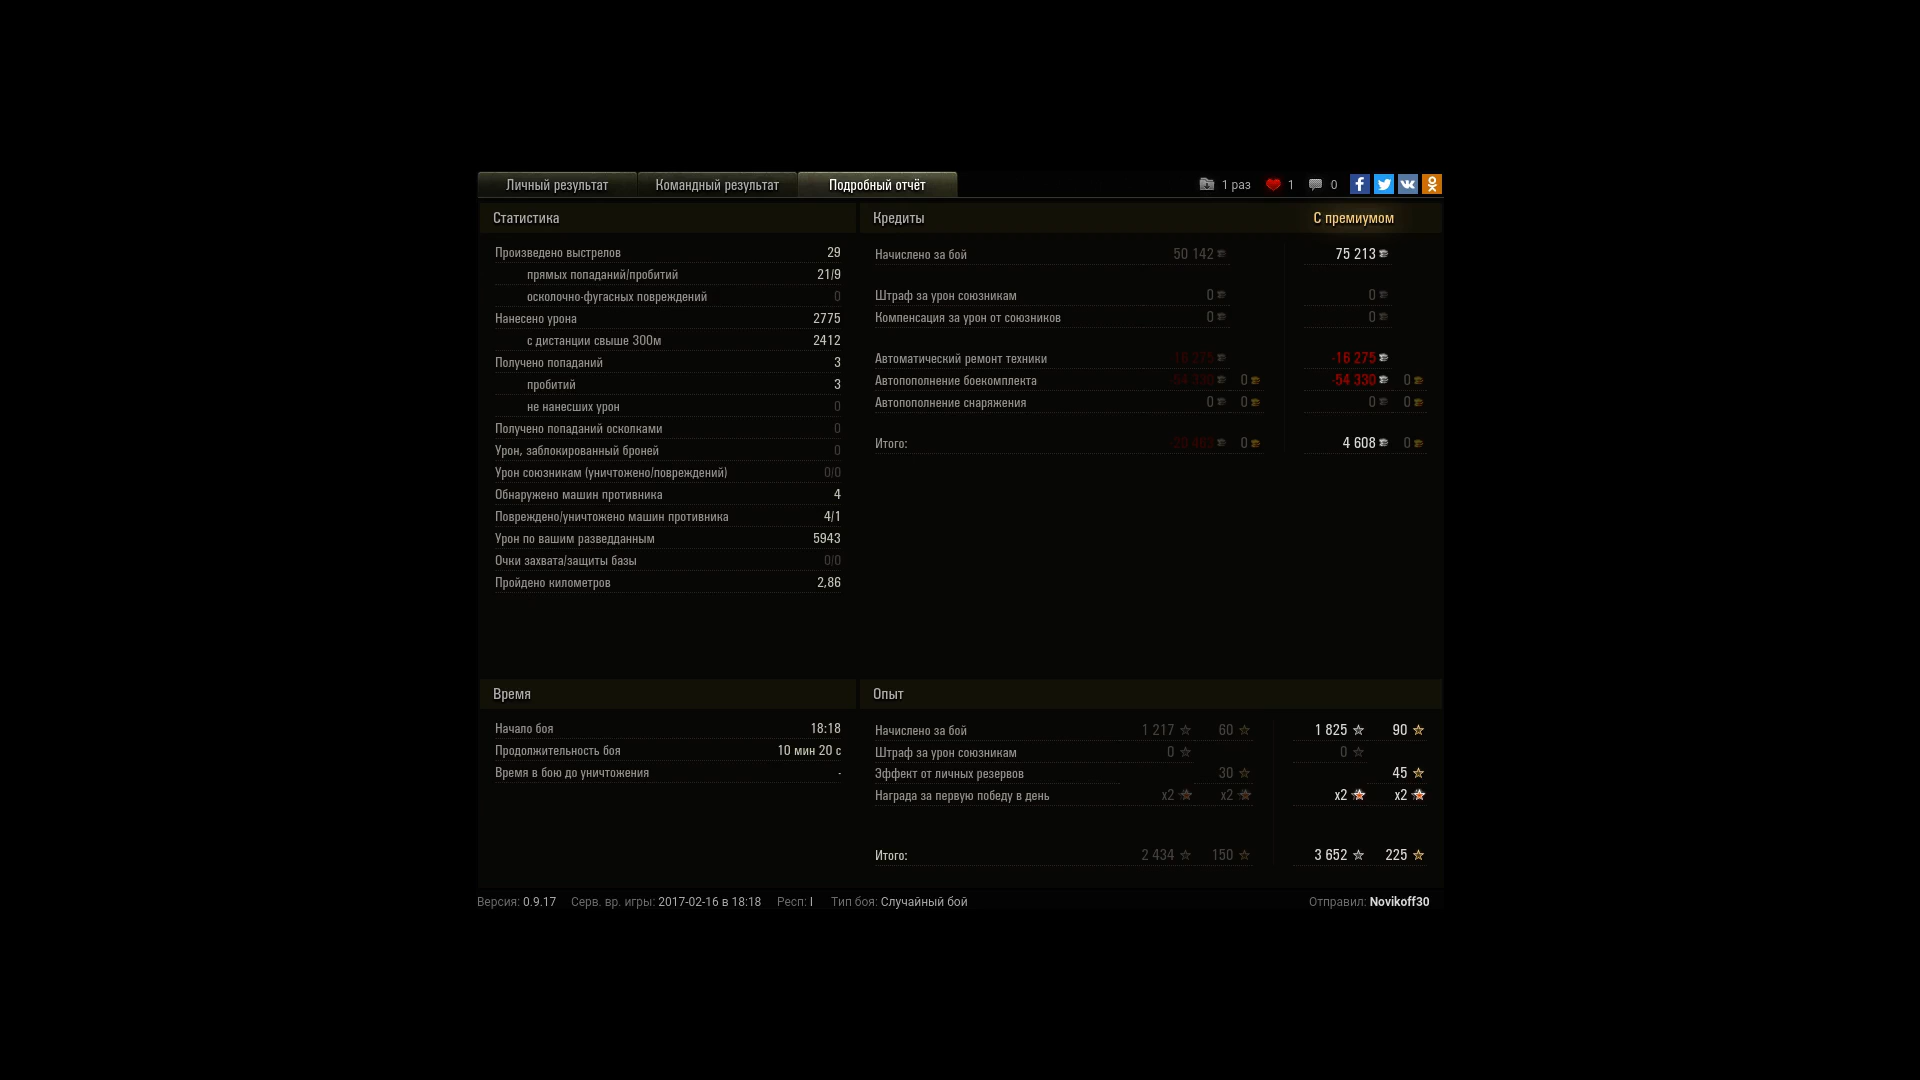 Личный результат Командный результат Подробный отчёт 1 раз 1 0
Статистика
Произведено выстрелов 29
прямых попаданий/пробитий 21/9
осколочно-фугасных повреждений 0
Нанесено урона 2775
с дистанции свыше 300м 2412
Получено попаданий 3
пробитий 3
не нанесших урон 0
Получено попаданий осколками 0
Урон, заблокированный броней 0
Урон союзникам (уничтожено/повреждений) 0/0
Обнаружено машин противника 4
Повреждено/уничтожено машин противника 4/1
Урон по вашим разведданным 5943
Очки захвата/защиты базы 0/0
Пройдено километров 2,86
Кредиты С премиумом
Начислено за бой 50 142 75 213
Штраф за урон союзникам 0 0
Компенсация за урон от союзников 0 0
Автоматический ремонт техники -16 275 -16 275
Автопополнение боекомплекта -54 330 0 -54 330 0
Автопополнение снаряжения 0 0 0 0
Итого: -20 463 0 4 608 0
Время
Начало боя 18:18
Продолжительность боя 10 мин 20 с
Время в бою до уничтожения -
Опыт
Начислено за бой 1 217 60 1 825 90
Штраф за урон союзникам 0 0
Эффект от личных резервов 30 45
Награда за первую победу в день x2 x2 x2 x2
Итого: 2 434 150 3 652 225
Версия: 0.9.17 Серв. вр. игры: 2017-02-16 в 18:18 Респ: I Тип боя: Случайный бой Отправил: Novikoff30